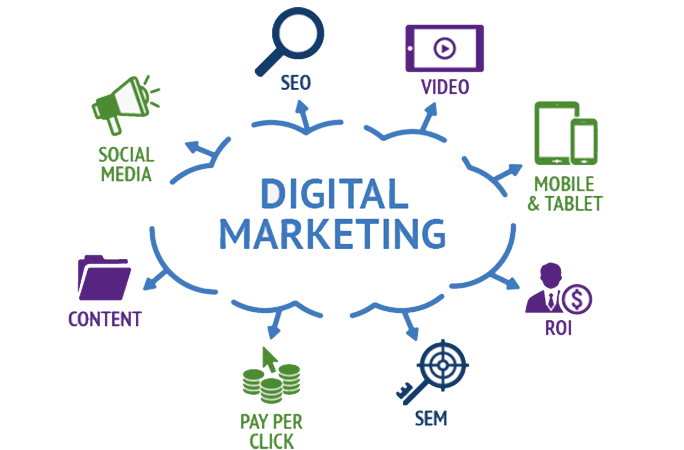 SEO
VIDEO
SOCIAL
MEDIA
MOBILE
& TABLET
DIGITAL
MARKETING
CONTENT
$
ROI
PAY PER
CLICK
SEM